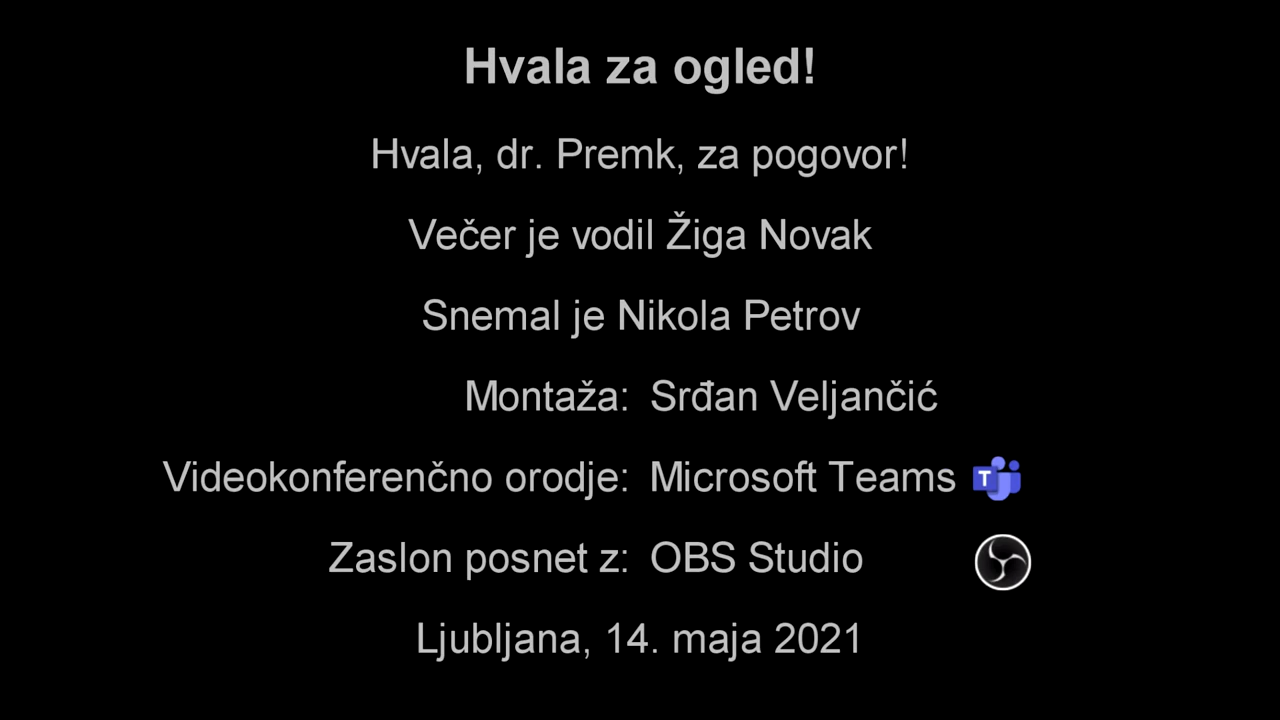 Hvala za ogled!
Hvala, dr. Premk, za pogovor!
Večer je vodil Žiga Novak
Snemal je Nikola Petrov
Montaža: Srđan Veljančić
Videokonferenčno orodje: Microsoft Teams T
Zaslon posnet z: OBS Studio
Ljubljana, 14. maja 2021